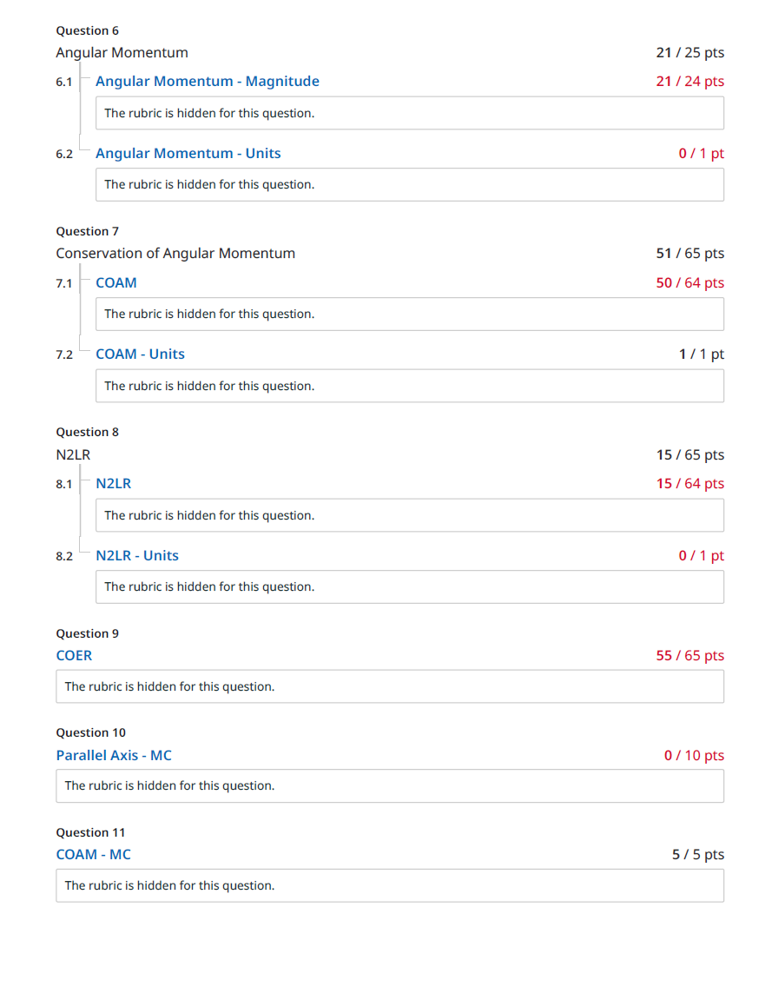 Question 6
Angular Momentum 21 / 25 pts
6.1 Angular Momentum - Magnitude 21 / 24 pts
The rubric is hidden for this question.
6.2 Angular Momentum - Units 0 / 1 pt
The rubric is hidden for this question.
Question 7
Conservation of Angular Momentum 51 / 65 pts
7.1 COAM 50 / 64 pts
The rubric is hidden for this question.
7.2 COAM - Units 1 / 1 pt
The rubric is hidden for this question.
Question 8
N2LR 15 / 65 pts
8.1 N2LR 15 / 64 pts
The rubric is hidden for this question.
8.2 N2LR - Units 0 / 1 pt
The rubric is hidden for this question.
Question 9
COER 55 / 65 pts
The rubric is hidden for this question.
Question 10
Parallel Axis - MC 0 / 10 pts
The rubric is hidden for this question.
Question 11
COAM - MC 5 / 5 pts
The rubric is hidden for this question.